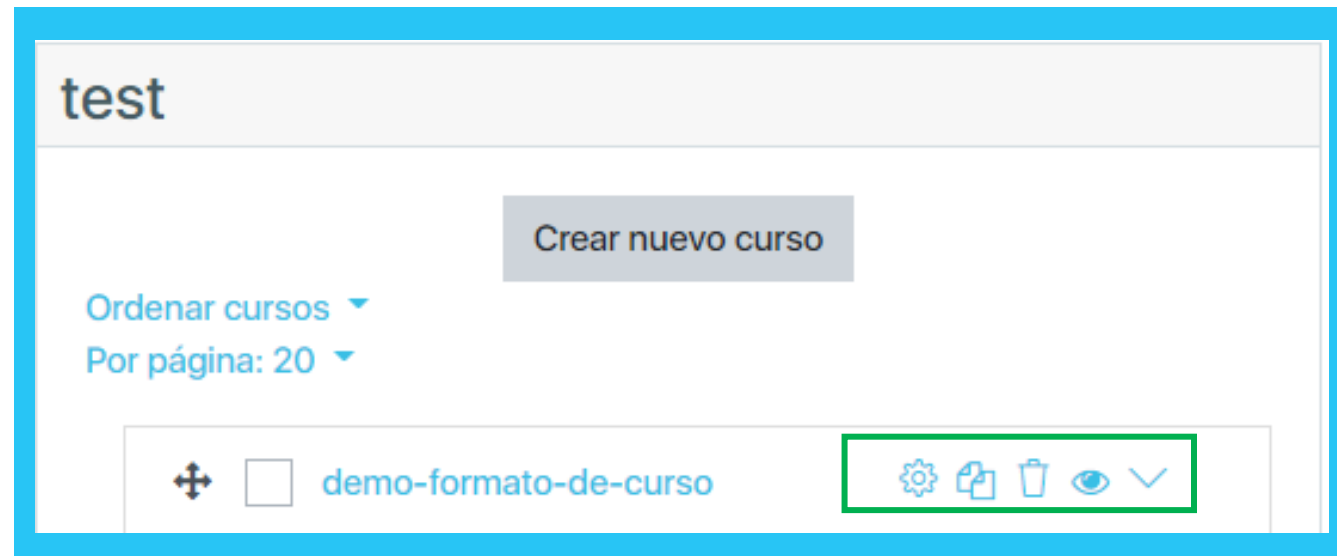 test
Crear nuevo curso
Ordenar cursos
Por página: 20
demo-formato-de-curso